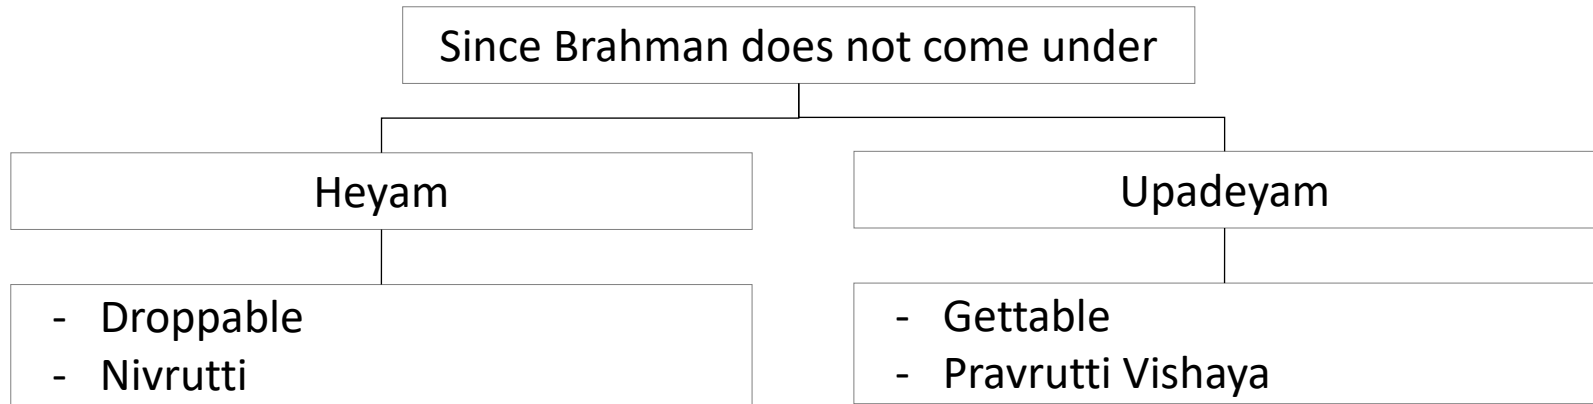 Since Brahman does not come under
Heyam
Upadeyam
- Droppable
- Nivrutti
- Gettable
- Pravrutti Vishaya